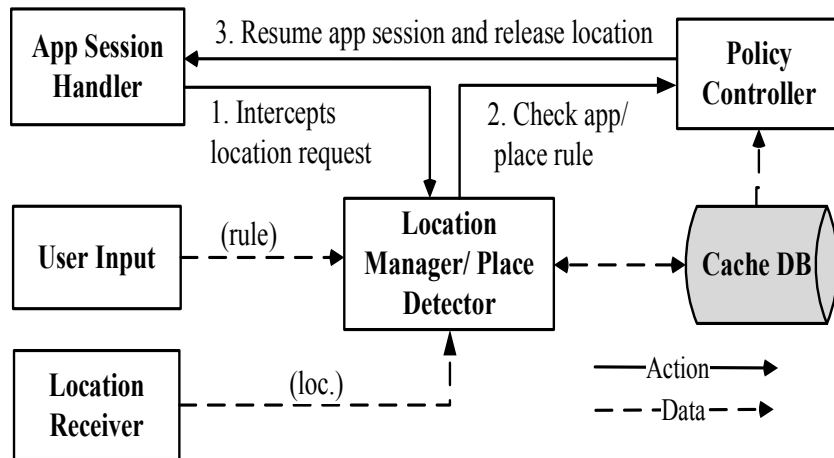 App Session
Handler
3. Resume app session and release location
Policy
Controller
1. Intercepts
location request
2. Check app/
place rule
User Input
(rule)
Location
Manager/ Place
Detector
Cache DB
Location
Receiver
(loc.)
Action
Data